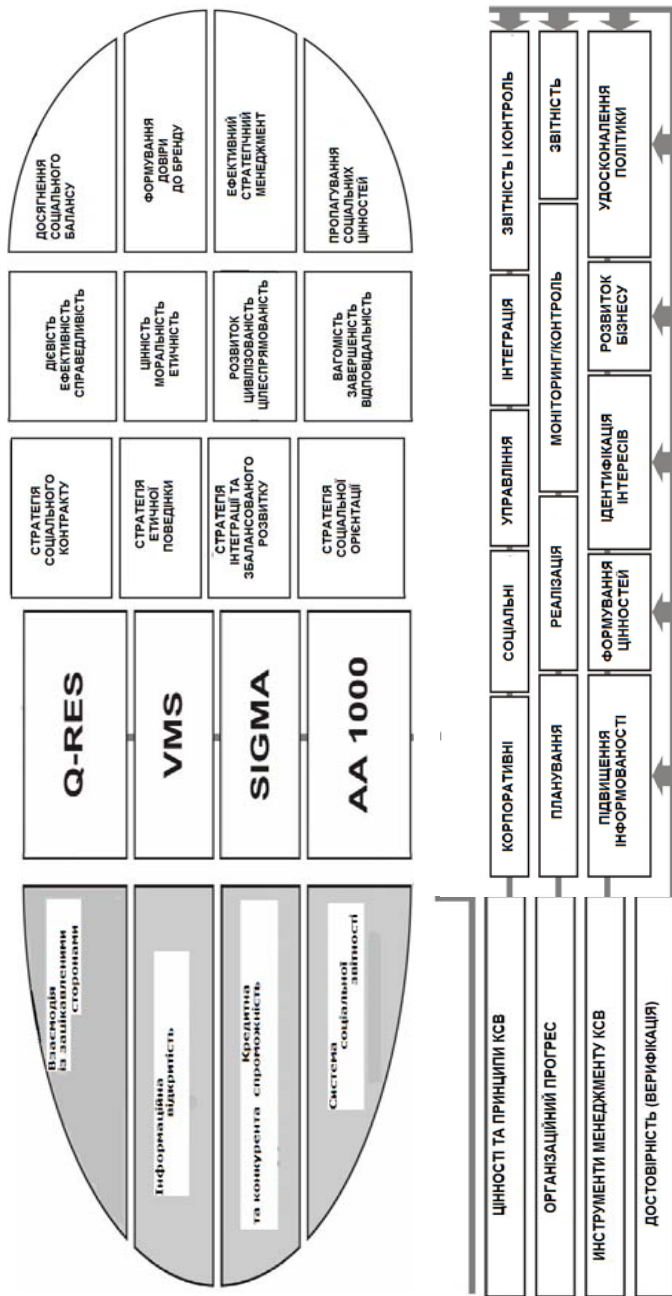 Взаємодія
із зацікавленими
сторонами
Q-RES
СТРАТЕГІЯ
СОЦІАЛЬНОГО
КОНТРАКТУ
ДІЄВІСТЬ
ЕФЕКТИВНІСТЬ
СПРАВЕДЛИВІСТЬ
ДОСЯГНЕННЯ
СОЦІАЛЬНОГО
БАЛАНСУ
Інформаційна
відкритість
VMS
СТРАТЕГІЯ
ЕТИЧНОЇ
ПОВЕДІНКИ
ЦІННІСТЬ
МОРАЛЬНІСТЬ
ЕТИЧНІСТЬ
ФОРМУВАННЯ
ДОВІРИ
ДО БРЕНДУ
Кредитна
та конкурента спроможність
SIGMA
СТРАТЕГІЯ
ІНТЕГРАЦІЇ ТА
ЗБАЛАНСОВАНОГО
РОЗВИТКУ
РОЗВИТОК
ЦИВІЛІЗОВАНІСТЬ
ЦІЛЕСПРЯМОВАНІСТЬ
ЕФЕКТИВНИЙ
СТРАТЕГІЧНИЙ
МЕНЕДЖМЕНТ
Система
соціальної
звітності
AA 1000
СТРАТЕГІЯ
СОЦІАЛЬНОЇ
ОРІЄНТАЦІЇ
ВАГОМІСТЬ
ЗАВЕРШЕНІСТЬ
ВІДПОВІДАЛЬНІСТЬ
ПРОПАГУВАННЯ
СОЦІАЛЬНИХ
ЦІННОСТЕЙ
ЦІННОСТІ ТА ПРИНЦИПИ КСВ
КОРПОРАТИВНІ
СОЦІАЛЬНІ
УПРАВЛІННЯ
ІНТЕГРАЦІЯ
ЗВІТНІСТЬ І КОНТРОЛЬ
ОРГАНІЗАЦІЙНИЙ ПРОГРЕС
ПЛАНУВАННЯ
РЕАЛІЗАЦІЯ
МОНІТОРИНГ/КОНТРОЛЬ
ЗВІТНІСТЬ
ИНСТРУМЕНТИ МЕНЕДЖМЕНТУ КСВ
ПІДВИЩЕННЯ
ІНФОРМОВАНОСТІ
ФОРМУВАННЯ
ЦІННОСТЕЙ
ІДЕНТИФІКАЦІЯ
ІНТЕРЕСІВ
РОЗВИТОК
БІЗНЕСУ
УДОСКОНАЛЕННЯ
ПОЛІТИКИ
ДОСТОВІРНІСТЬ (ВЕРИФІКАЦІЯ)